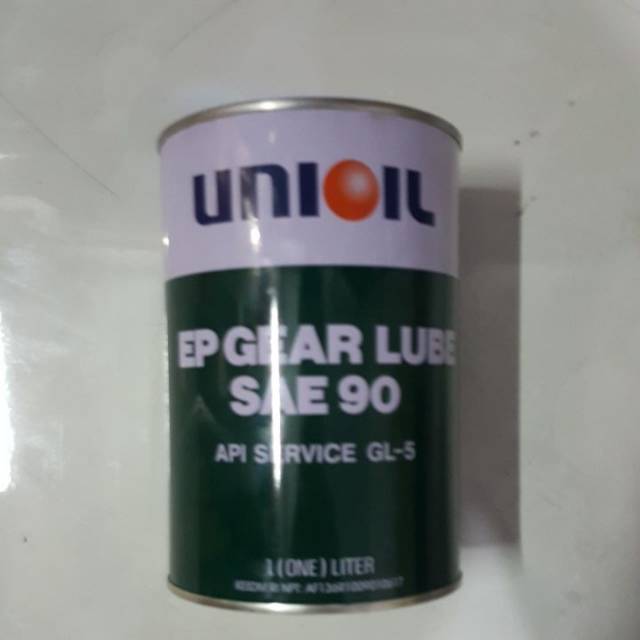 UNIOIL
EP GEAR LUBE
SAE 90
API SERVICE GL-5
1 (ONE) LITER